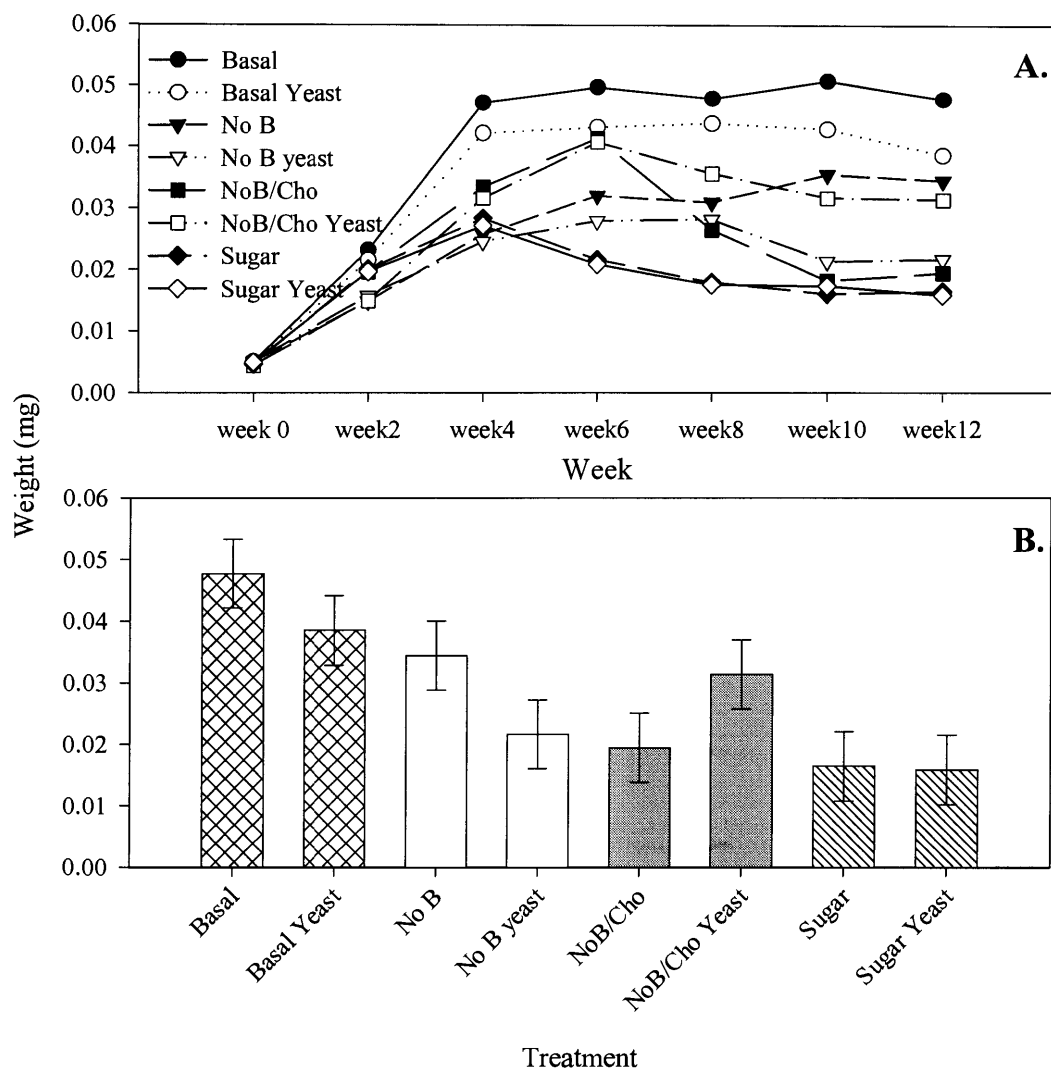 0.06
0.05
0.04
0.03
0.02
0.01
0.00
Basal
Basal Yeast
No B
No B yeast
NoB/Cho
NoB/Cho Yeast
Sugar
Sugar Yeast
A.
week 0 week2 week4 week6 week8 week10 week12
Week
Weight (mg)
0.06
0.05
0.04
0.03
0.02
0.01
0.00
B.
Basal
Basal Yeast
No B
No B yeast
NoB/Cho
NoB/Cho Yeast
Sugar
Sugar Yeast
Treatment